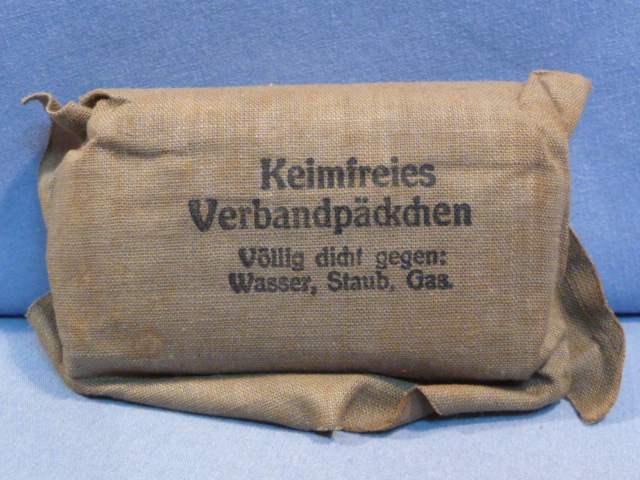 Keimfreies
Verbandpäckchen
Völlig dicht gegen:
Wasser, Staub, Gas.